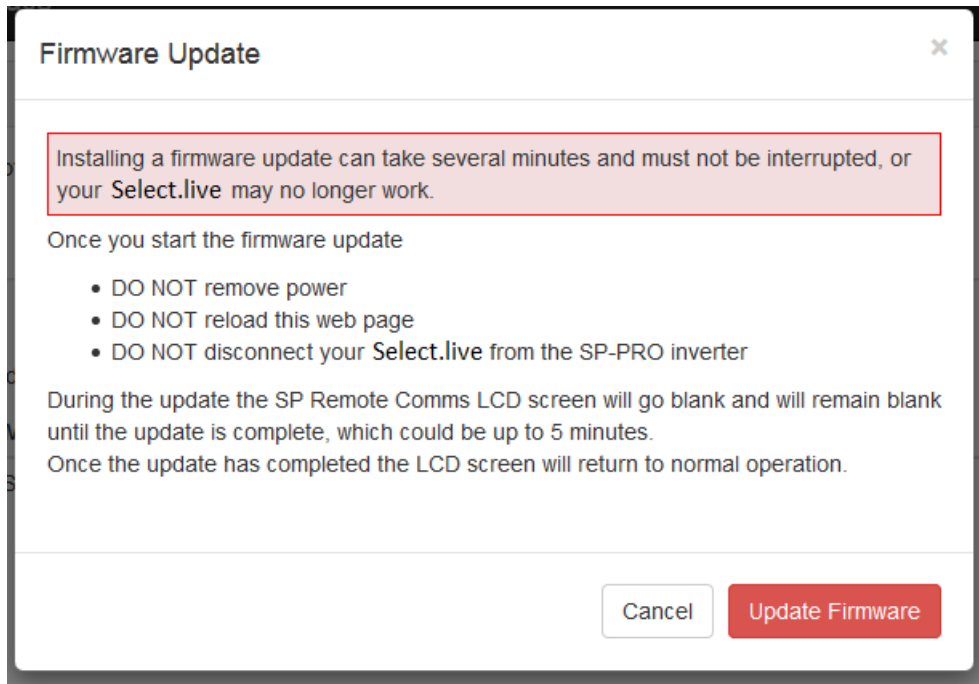 Firmware Update
×
Installing a firmware update can take several minutes and must not be interrupted, or
your Select.live may no longer work.
Once you start the firmware update
• DO NOT remove power
• DO NOT reload this web page
• DO NOT disconnect your Select.live from the SP-PRO inverter
During the update the SP Remote Comms LCD screen will go blank and will remain blank
until the update is complete, which could be up to 5 minutes.
Once the update has completed the LCD screen will return to normal operation.
Cancel
Update Firmware